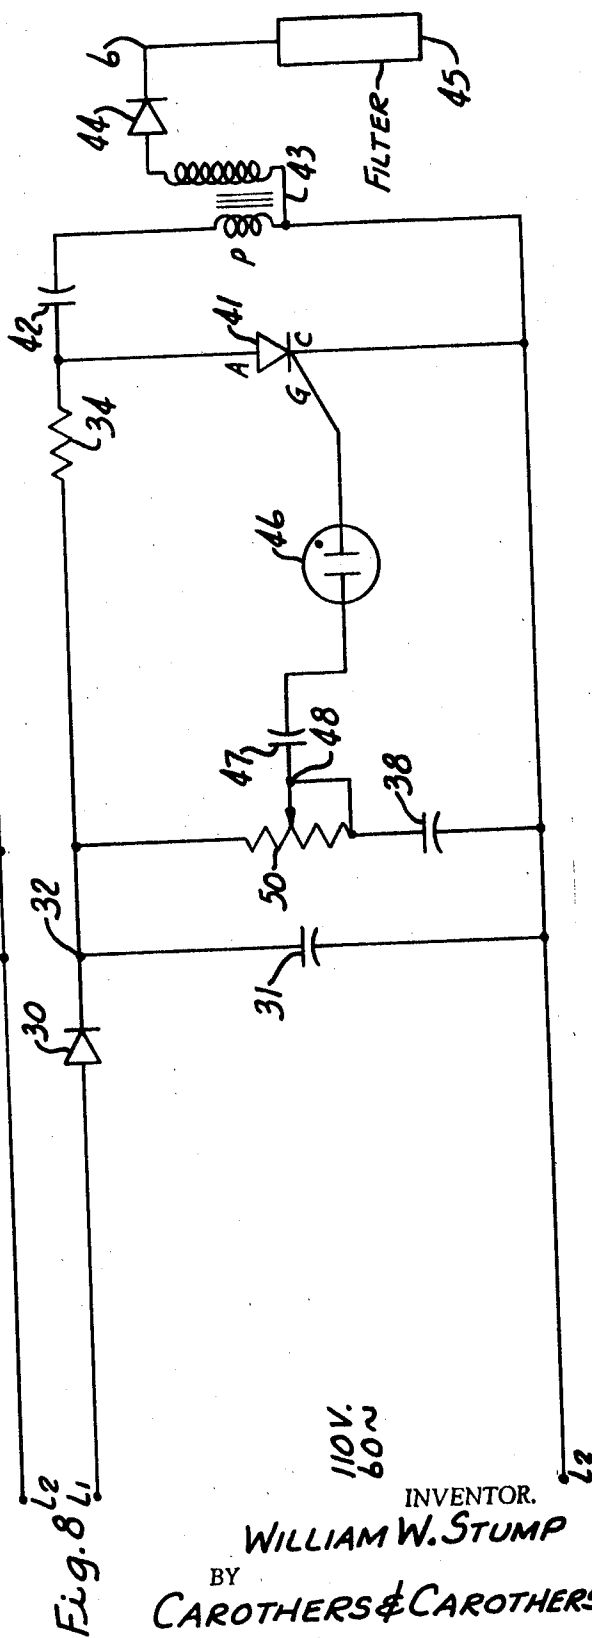 6
44
45
FILTER
43
P
42
41
A
C
G
34
46
47
48
38
50
32
31
30
L2
L1
Fig. 8
110V.
60~
L2
INVENTOR.
WILLIAM W. STUMP
BY
CAROTHERS & CAROTHERS